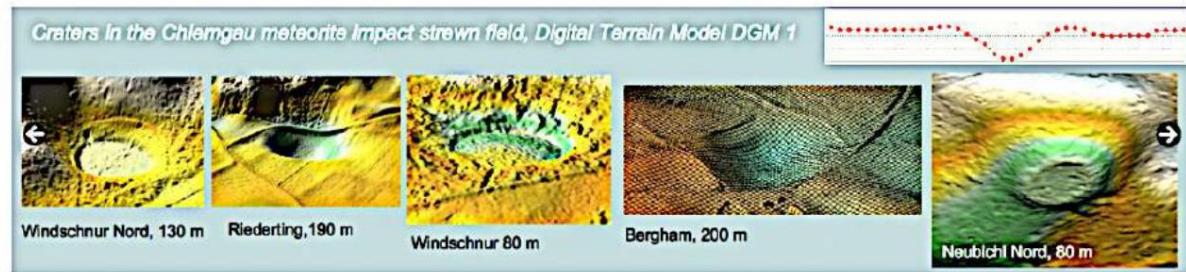 Craters in the Chiemgau meteorite impact strewn field, Digital Terrain Model DGM 1
Windschnur Nord, 130 m
Riederting,190 m
Windschnur 80 m
Bergham, 200 m
Neubichl Nord, 80 m